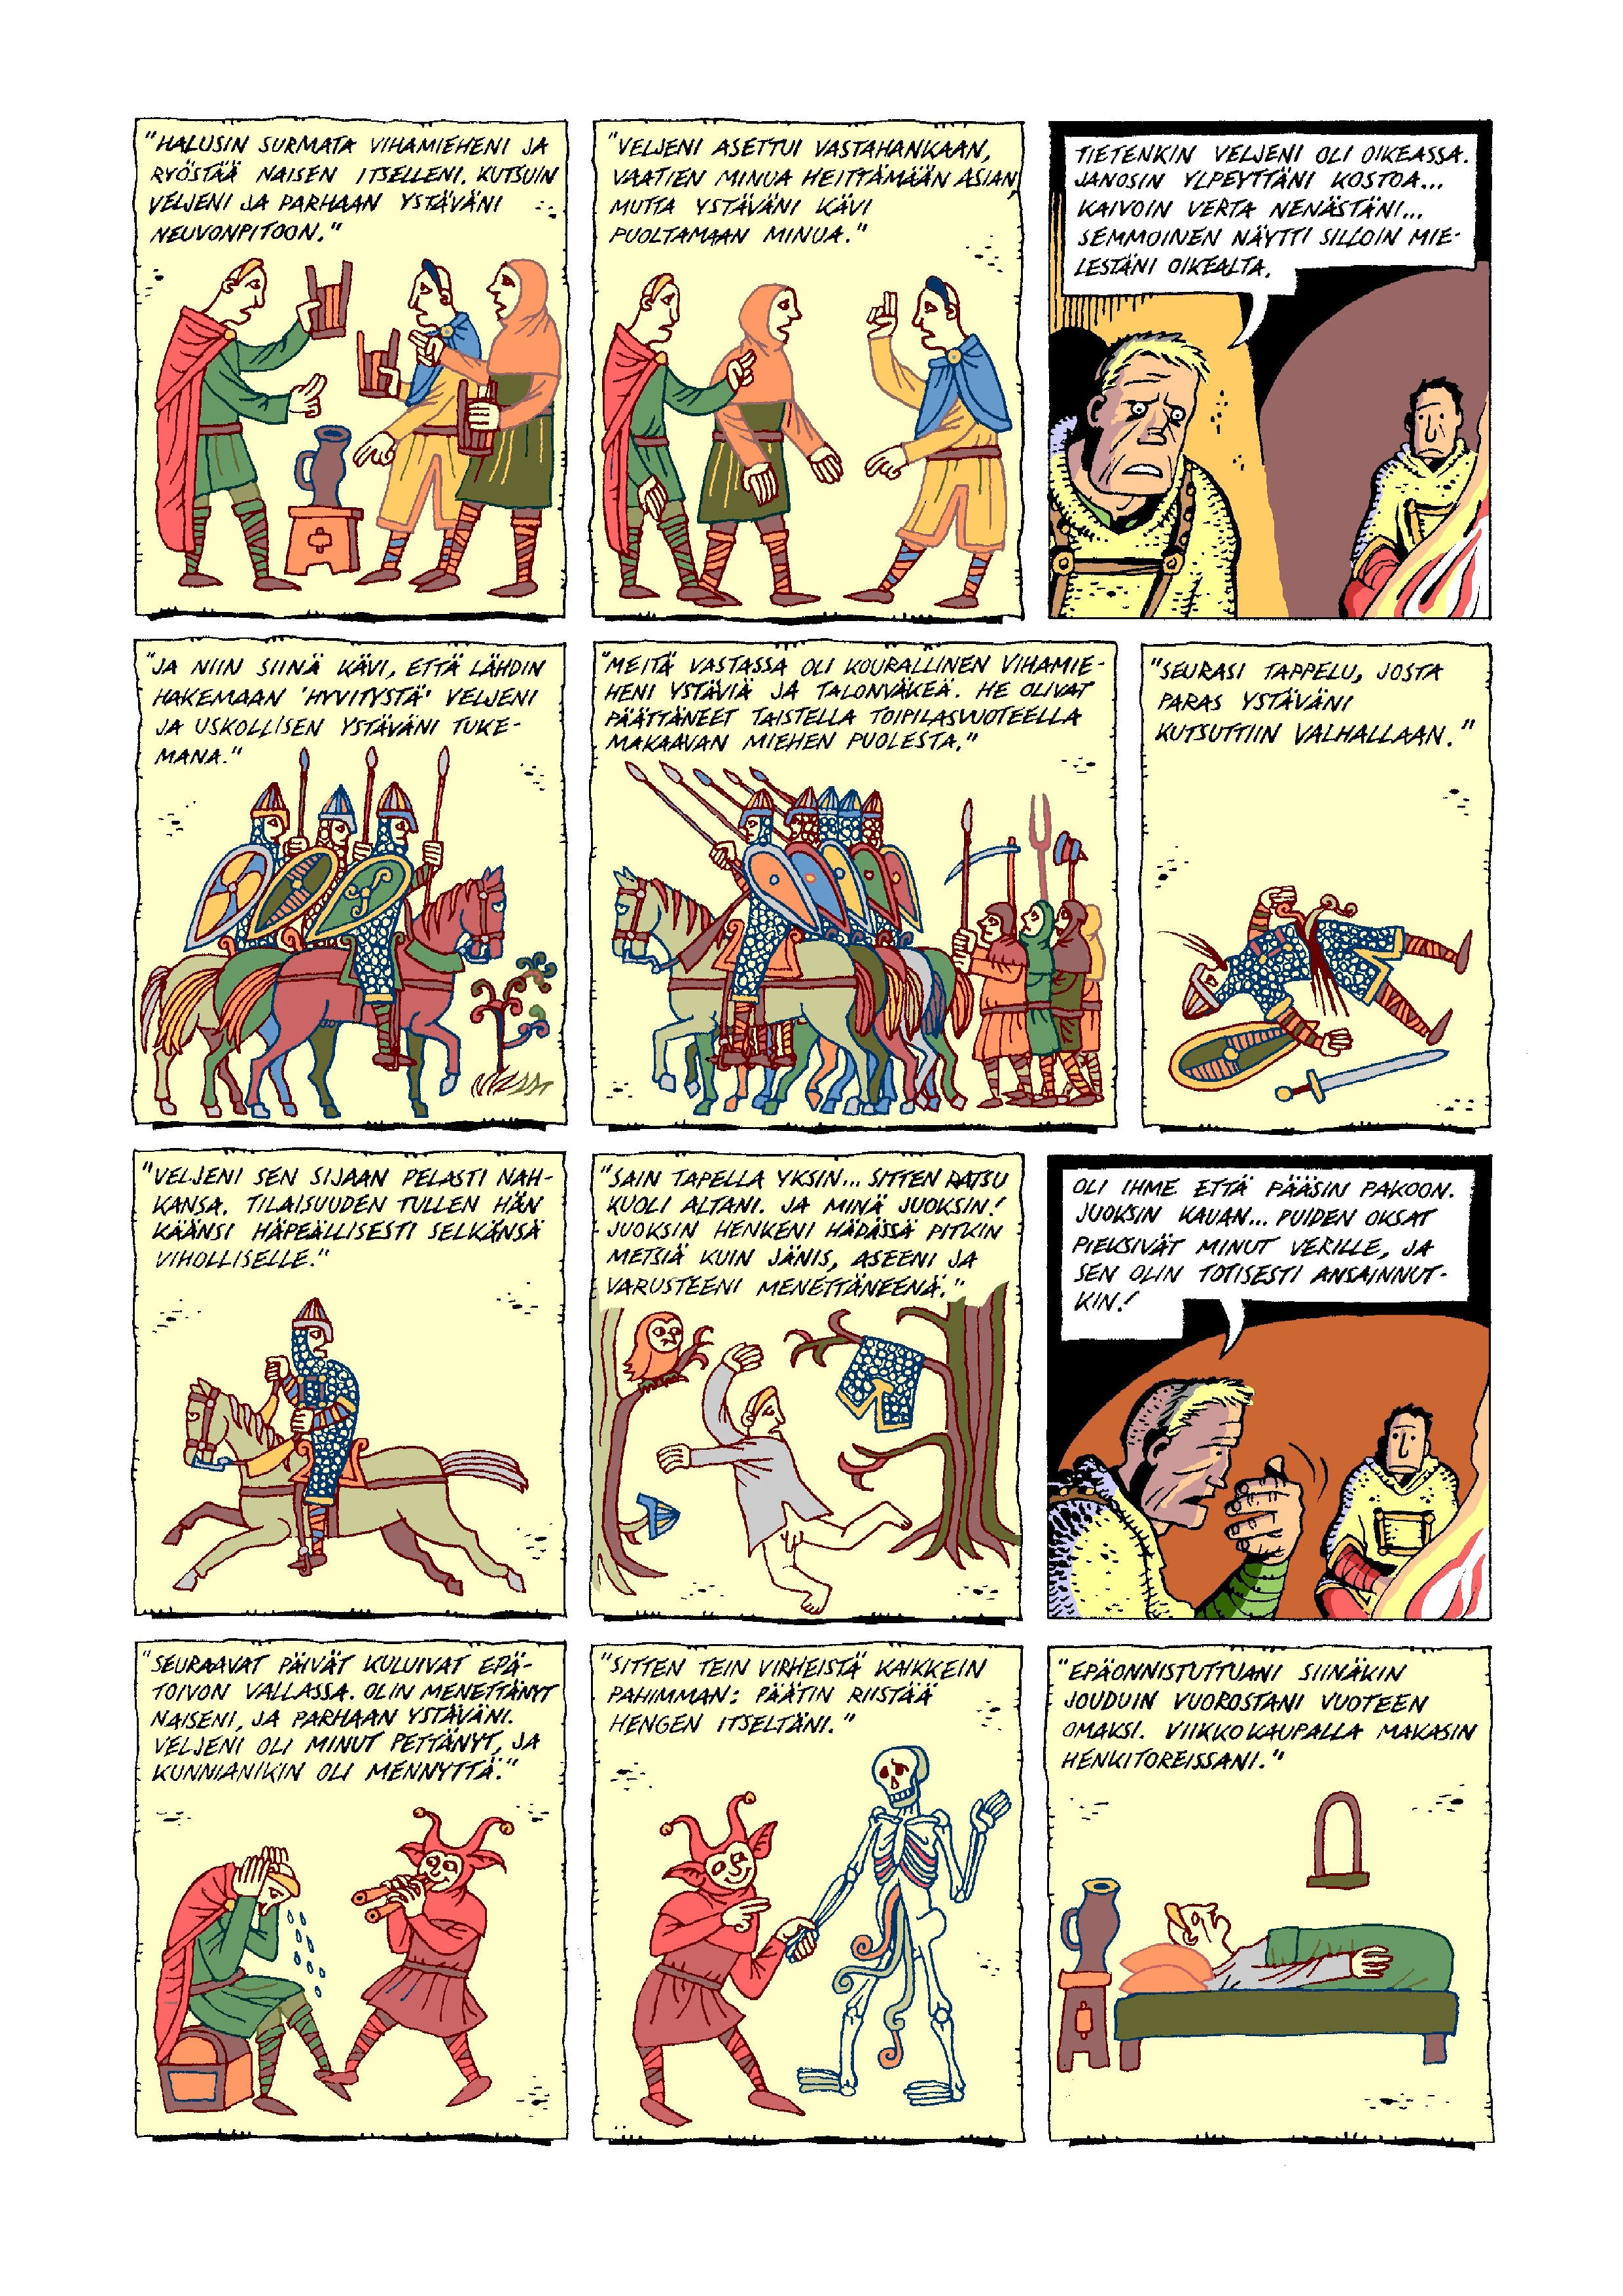 "HALUSIN SURMATA VIHAMIEHENI JA
RYÖSTÄÄ NAISEN ITSELLENI. KUTSUIN
VELJENI JA PARHAAN YSTÄVÄNI
NEUVONPITOON."
"VELJENI ASETTUI VASTAHANKAAN,
VAATIEN MINUA HEITTÄMÄÄN ASIAN,
MUTTA YSTÄVÄNI KÄVI
PUOLTAMAAN MINUA."
TIETENKIN VELJENI OLI OIKEASSA.
JANOSIN YLPEYTTÄNI KOSTOA...
KAIVOIN VERTA NENÄSTÄNI...
SEMMOINEN NÄYTTI SILLOIN MIE-
LESTÄNI OIKEALTA.
"JA NIIN SIINÄ KÄVI, ETTÄ LÄHDIN
HAKEMAAN 'HYVITYSTÄ' VELJENI
JA USKOLLISEN YSTÄVÄNI TUKE-
MANA."
"MEITÄ VASTASSA OLI KOURALLINEN VIHAMIE-
HENI YSTÄVIÄ JA TALONVÄKEÄ. HE OLIVAT
PÄÄTTÄNEET TAISTELLA TOIPILASVUOTEELLA
MAKAAVAN MIEHEN PUOLESTA."
"SEURASI TAPPELU, JOSTA
PARAS YSTÄVÄNI
KUTSUTTIIN VALHALLAAN."
"VELJENI SEN SIJAAN PELASTI NAH-
KANSA. TILAISUUDEN TULLEN HÄN
KÄÄNSI HÄPEÄLLISESTI SELKÄNSÄ
VIHOLLISELLE."
"SAIN TAPELLA YKSIN... SITTEN RATSU
KUOLI ALTANI. JA MINÄ JUOKSIN!
JUOKSIN HENKENI HÄDÄSSÄ PITKIN
METSIÄ KUIN JÄNIS, ASEENI JA
VARUSTEENI MENETTÄNEENÄ."
OLI IHME ETTÄ PÄÄSIN PAKOON.
JUOKSIN KAUAN... PUIDEN OKSAT
PIEKSIVÄT MINUT VERILLE, JA
SEN OLIN TOTISESTI ANSAINNUT-
KIN!
"SEURAAVAT PÄIVÄT KULUIVAT EPÄ-
TOIVON VALLASSA. OLIN MENETTÄNYT
NAISENI, JA PARHAAN YSTÄVÄNI.
VELJENI OLI MINUT PETTÄNYT, JA
KUNNIANIKIN OLI MENNYTTÄ."
"SITTEN TEIN VIRHEISTÄ KAIKKEIN
PAHIMMAN: PÄÄTIN RIISTÄÄ
HENGEN ITSELTÄNI."
"EPÄONNISTUTTUANI SIINÄKIN
JOUDUIN VUOROSTANI VUOTEEN
OMAKSI. VIIKKOKAUPALLA MAKASIN
HENKITOREISSANI."